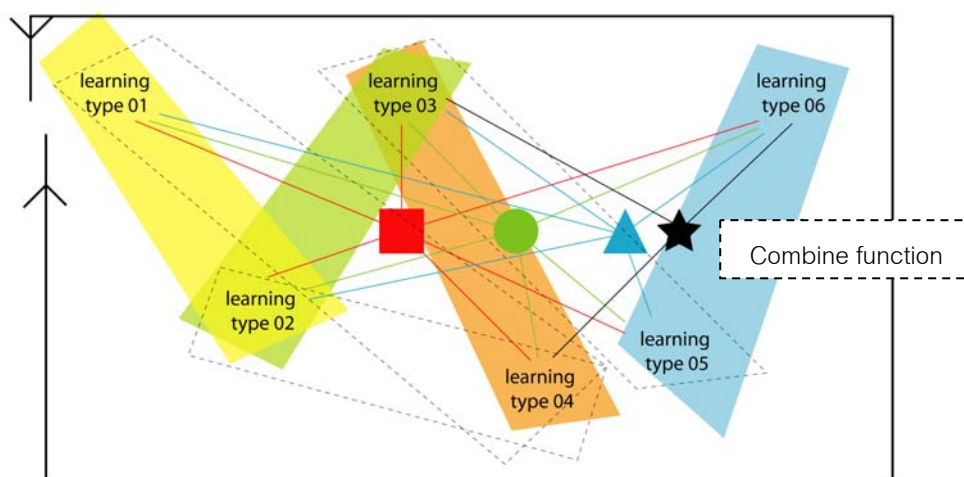 learning
type 01
learning
type 03
learning
type 06
Combine function
learning
type 02
learning
type 05
learning
type 04